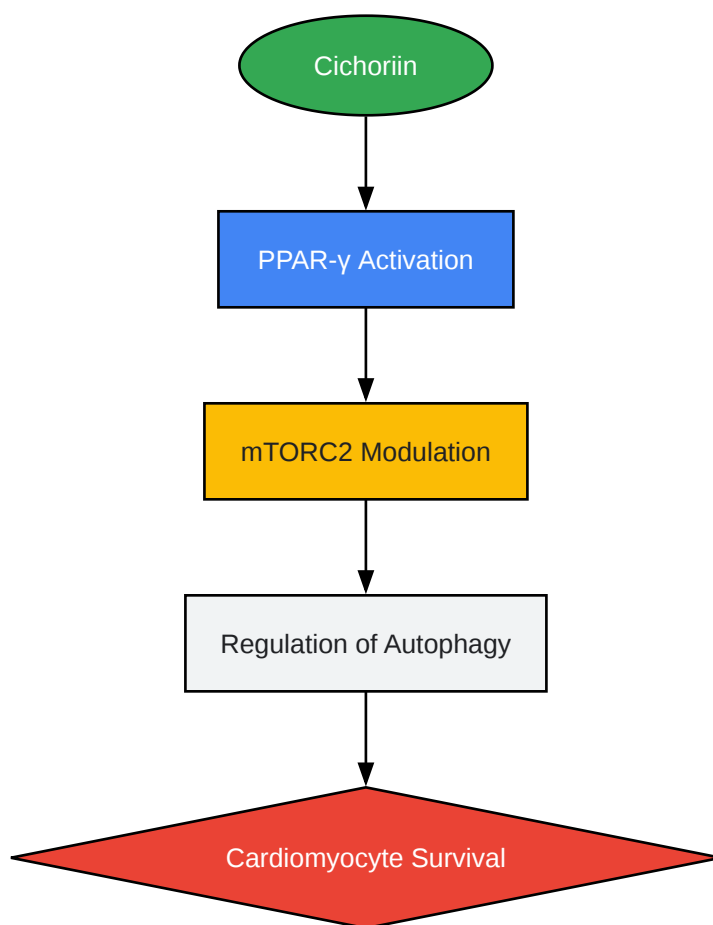 Cichoriin
PPAR-γ Activation
mTORC2 Modulation
Regulation of Autophagy
Cardiomyocyte Survival